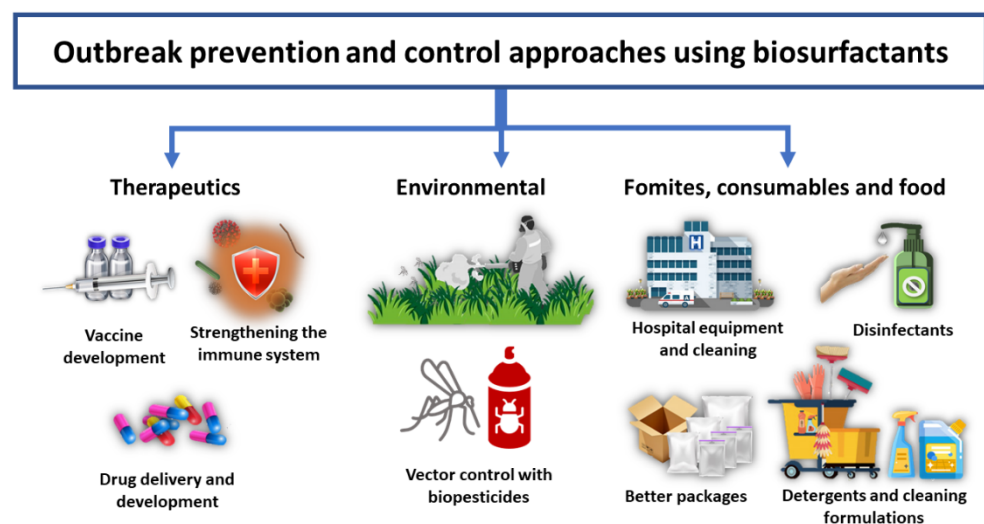 Outbreak prevention and control approaches using biosurfactants
Therapeutics
Vaccine
development
Strengthening the
immune system
Drug delivery and
development
Environmental
Vector control with
biopesticides
Fomites, consumables and food
H
Hospital equipment
and cleaning
Disinfectants
Better packages
Detergents and cleaning
formulations